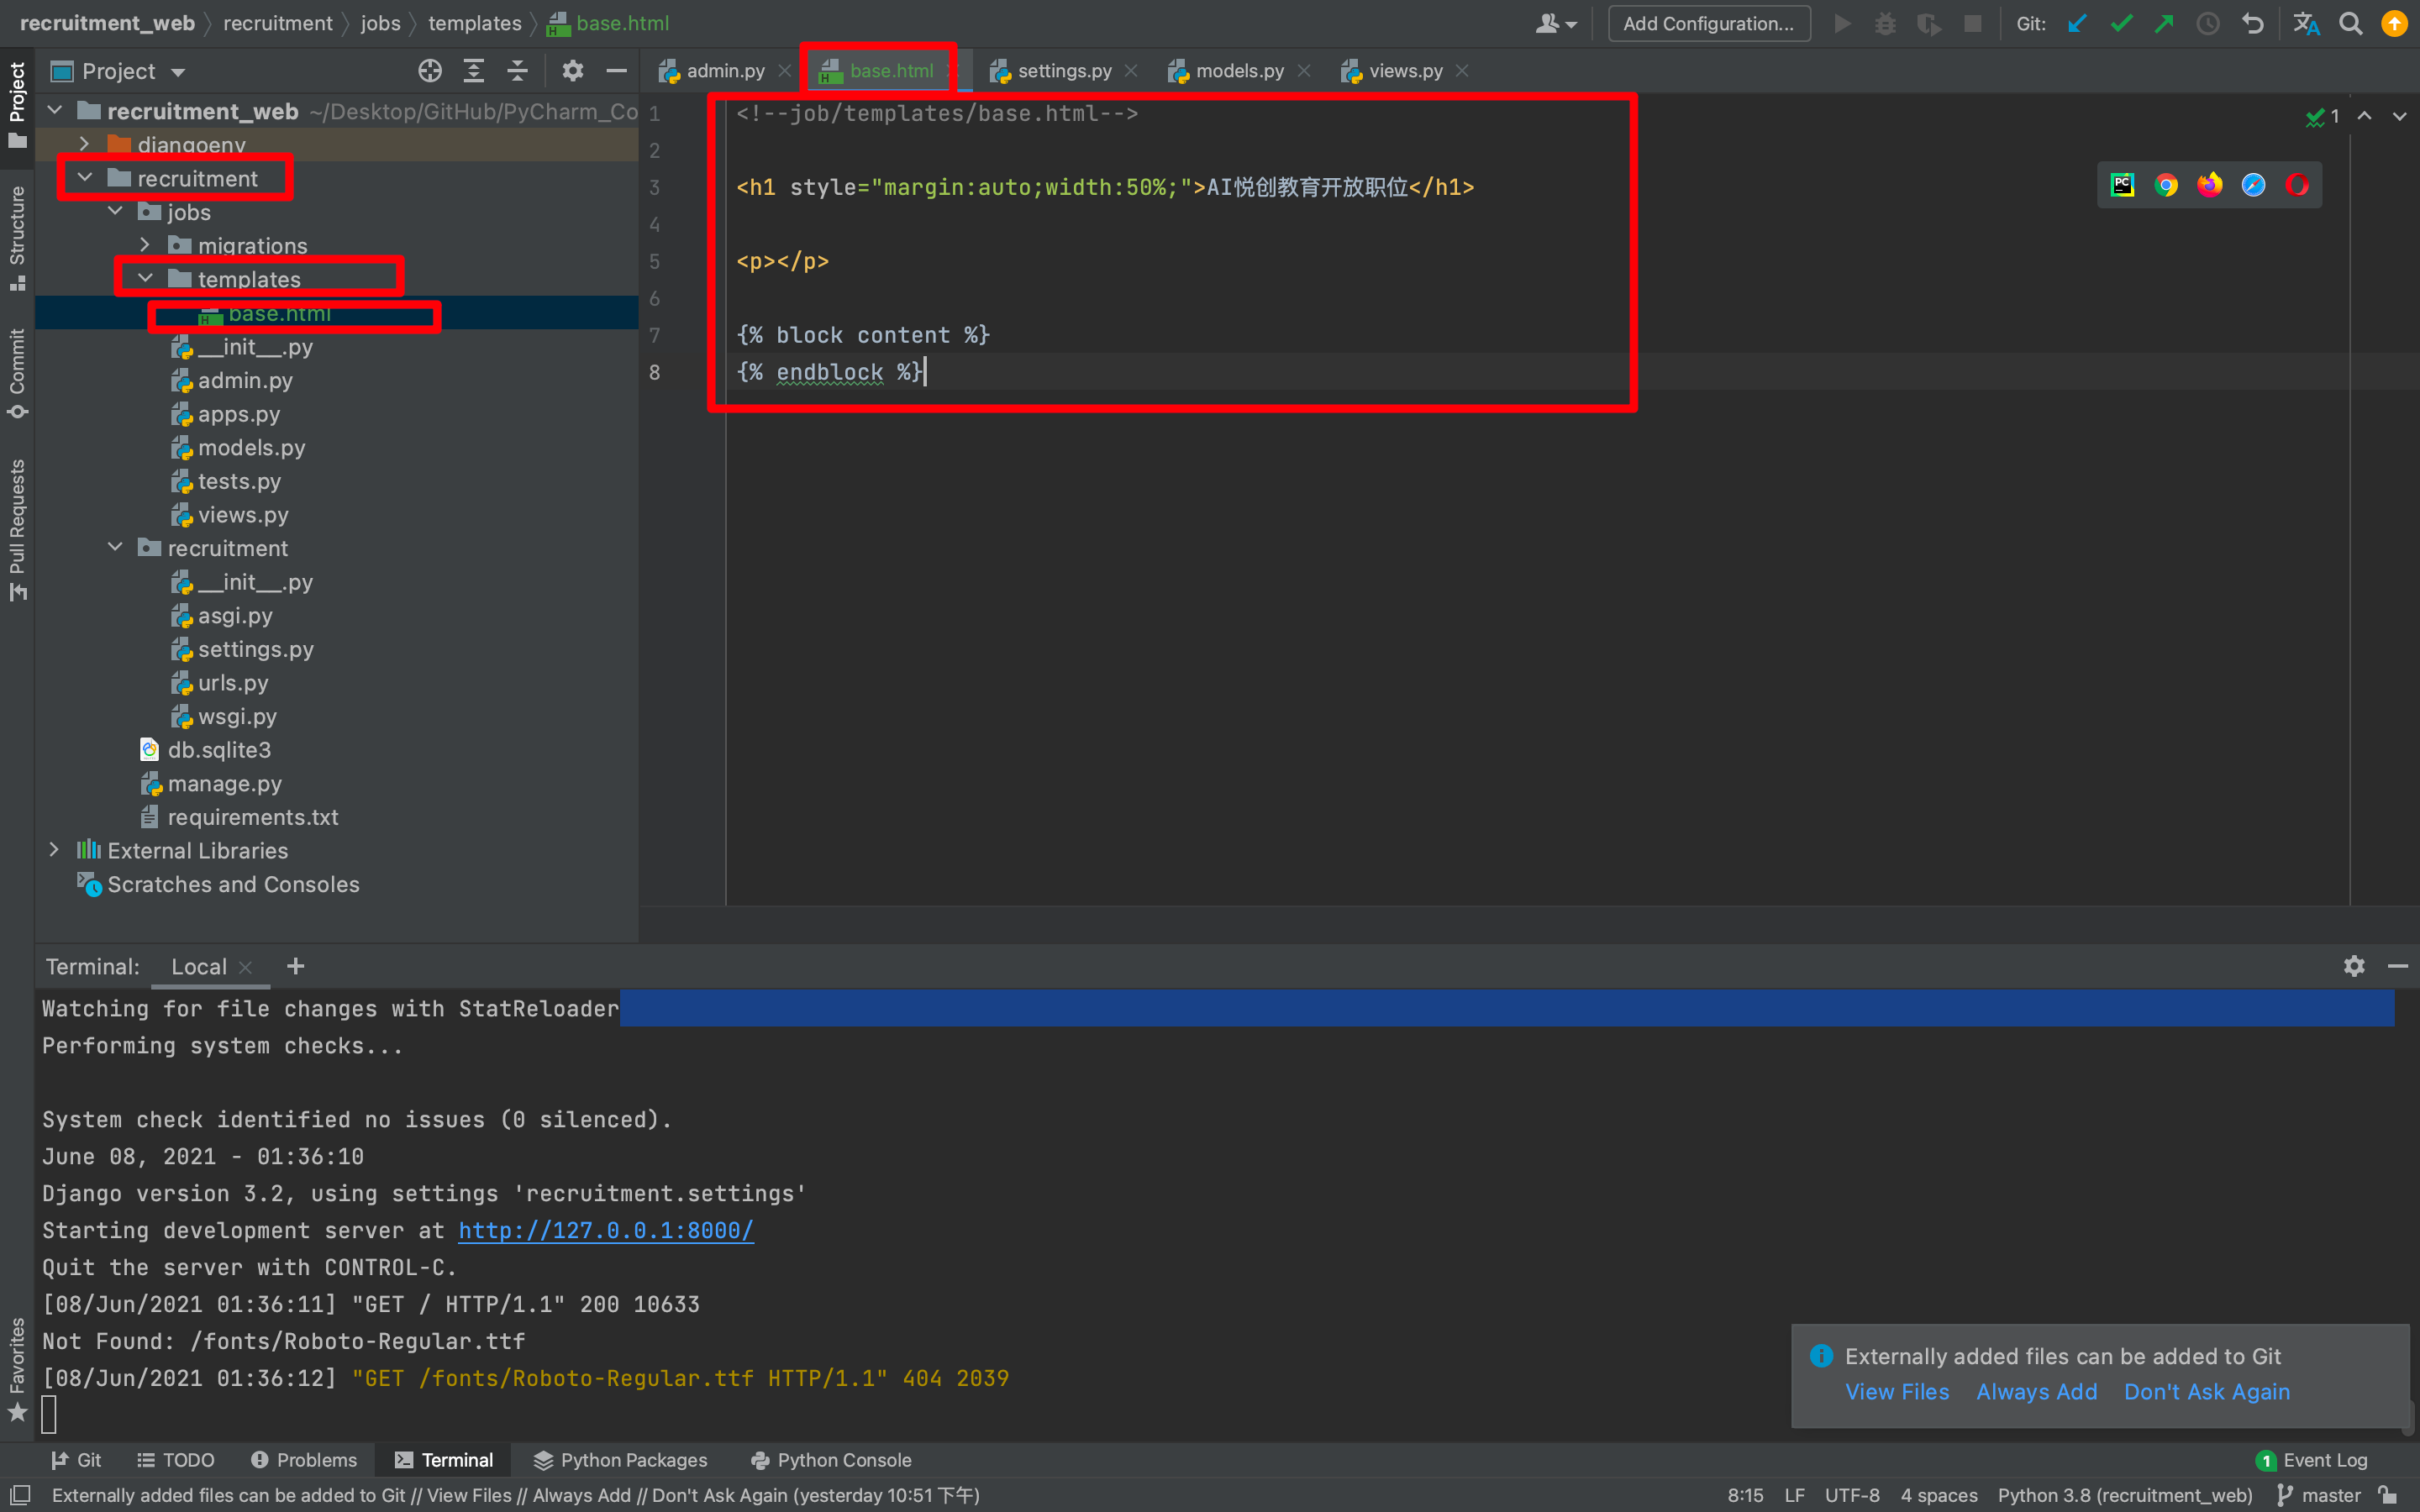 recruitment_web recruitment jobs templates base.html
Add Configuration... Git:
Project
admin.py base.html settings.py models.py views.py
Project
Structure
Commit
Pull Requests
Favorites
recruitment_web ~/Desktop/GitHub/PyCharm_Co
djangoenv
recruitment
jobs
migrations
templates
base.html
__init__.py
admin.py
apps.py
models.py
tests.py
views.py
recruitment
__init__.py
asgi.py
settings.py
urls.py
wsgi.py
db.sqlite3
manage.py
requirements.txt
External Libraries
Scratches and Consoles
1 <!--job/templates/base.html-->
2
3 <h1 style="margin:auto;width:50%;">AI悦创教育开放职位</h1>
4
5 <p></p>
6
7 {% block content %}
8 {% endblock %}
1
Terminal: Local
Watching for file changes with StatReloader
Performing system checks...
System check identified no issues (0 silenced).
June 08, 2021 - 01:36:10
Django version 3.2, using settings 'recruitment.settings'
Starting development server at http://127.0.0.1:8000/
Quit the server with CONTROL-C.
[08/Jun/2021 01:36:11] "GET / HTTP/1.1" 200 10633
Not Found: /fonts/Roboto-Regular.ttf
[08/Jun/2021 01:36:12] "GET /fonts/Roboto-Regular.ttf HTTP/1.1" 404 2039
Externally added files can be added to Git
View Files Always Add Don't Ask Again
Git TODO Problems Terminal Python Packages Python Console 1 Event Log
Externally added files can be added to Git // View Files // Always Add // Don't Ask Again (yesterday 10:51 下午) 8:15 LF UTF-8 4 spaces Python 3.8 (recruitment_web) master